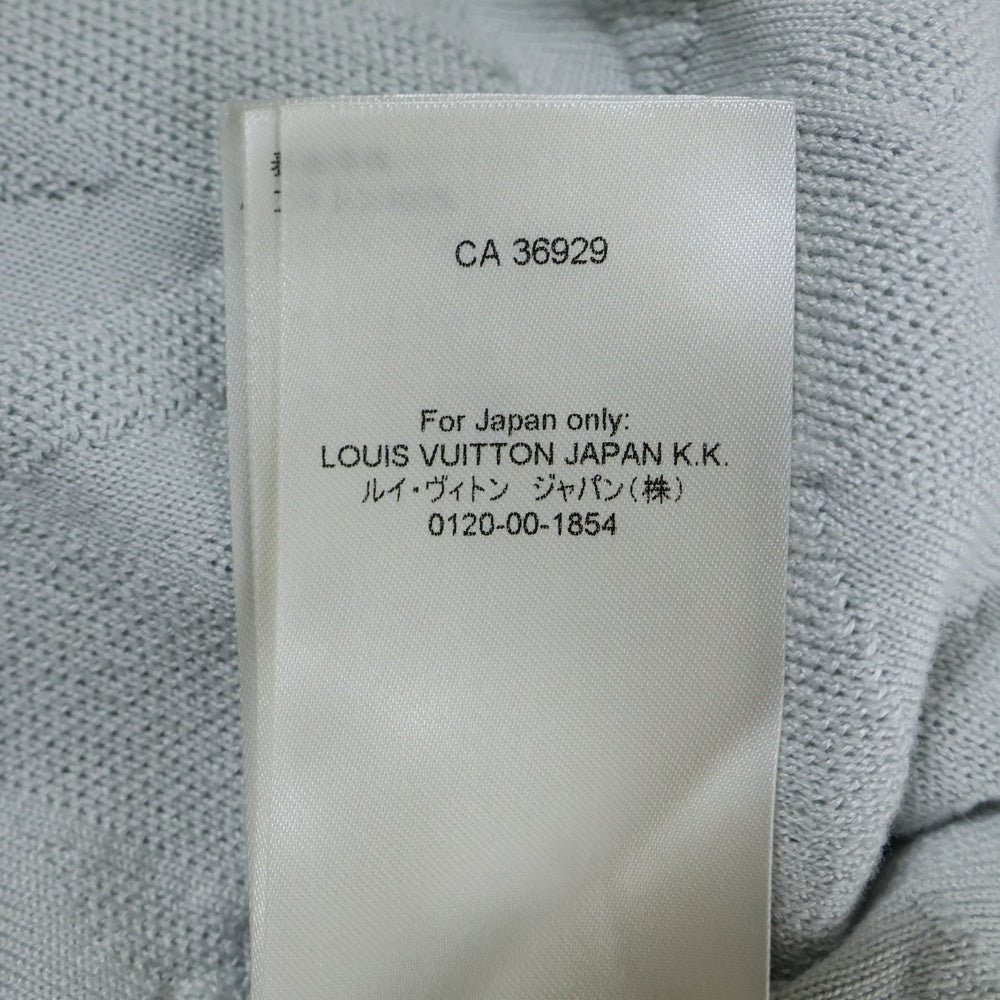 CA 36929
For Japan only:
LOUIS VUITTON JAPAN K.K.
ルイ・ヴィトン ジャパン(株)
0120-00-1854